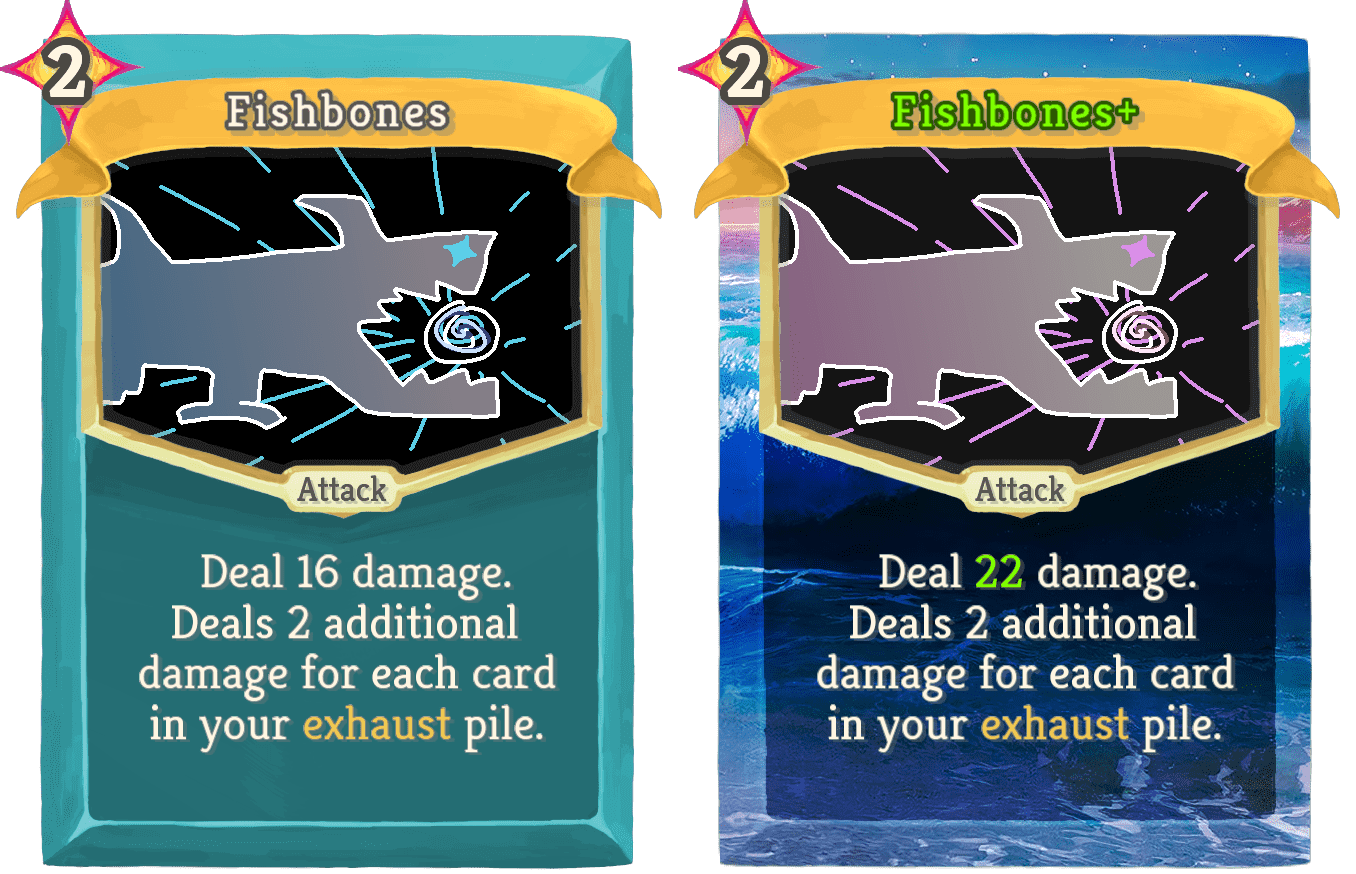 2
Fishbones
Attack
Deal 16 damage.
Deals 2 additional
damage for each card
in your exhaust pile.
2
Fishbones+
Attack
Deal 22 damage.
Deals 2 additional
damage for each card
in your exhaust pile.